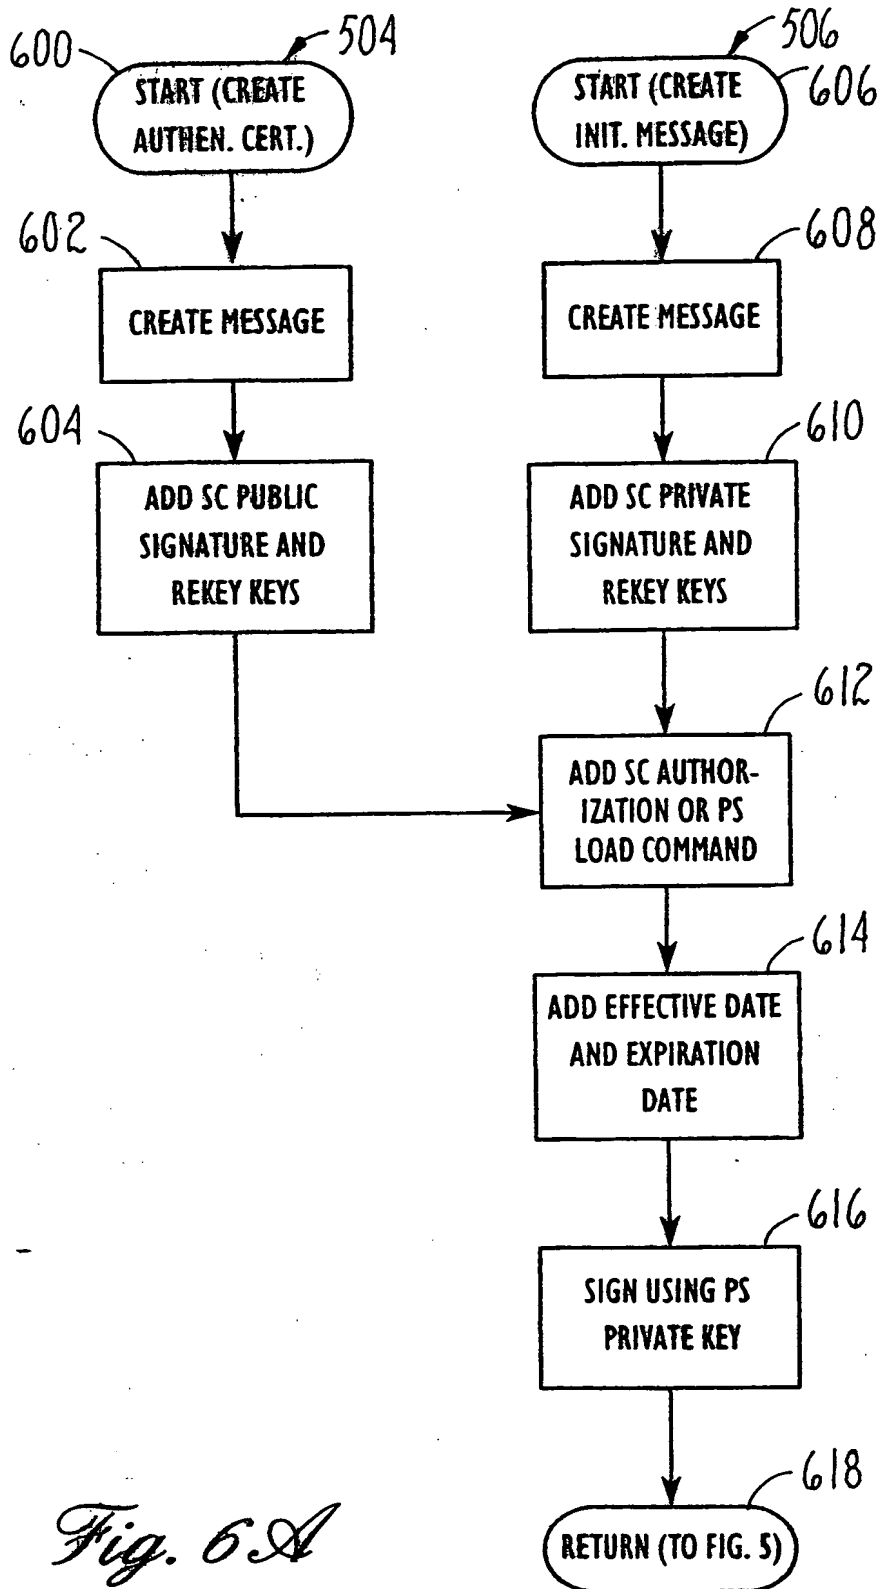 600
504
START (CREATE
AUTHEN. CERT.)
602
CREATE MESSAGE
604
ADD SC PUBLIC
SIGNATURE AND
REKEY KEYS
506
606
START (CREATE
INIT. MESSAGE)
608
CREATE MESSAGE
610
ADD SC PRIVATE
SIGNATURE AND
REKEY KEYS
612
ADD SC AUTHOR-
IZATION OR PS
LOAD COMMAND
614
ADD EFFECTIVE DATE
AND EXPIRATION
DATE
616
SIGN USING PS
PRIVATE KEY
618
RETURN (TO FIG. 5)
Fig. 6A